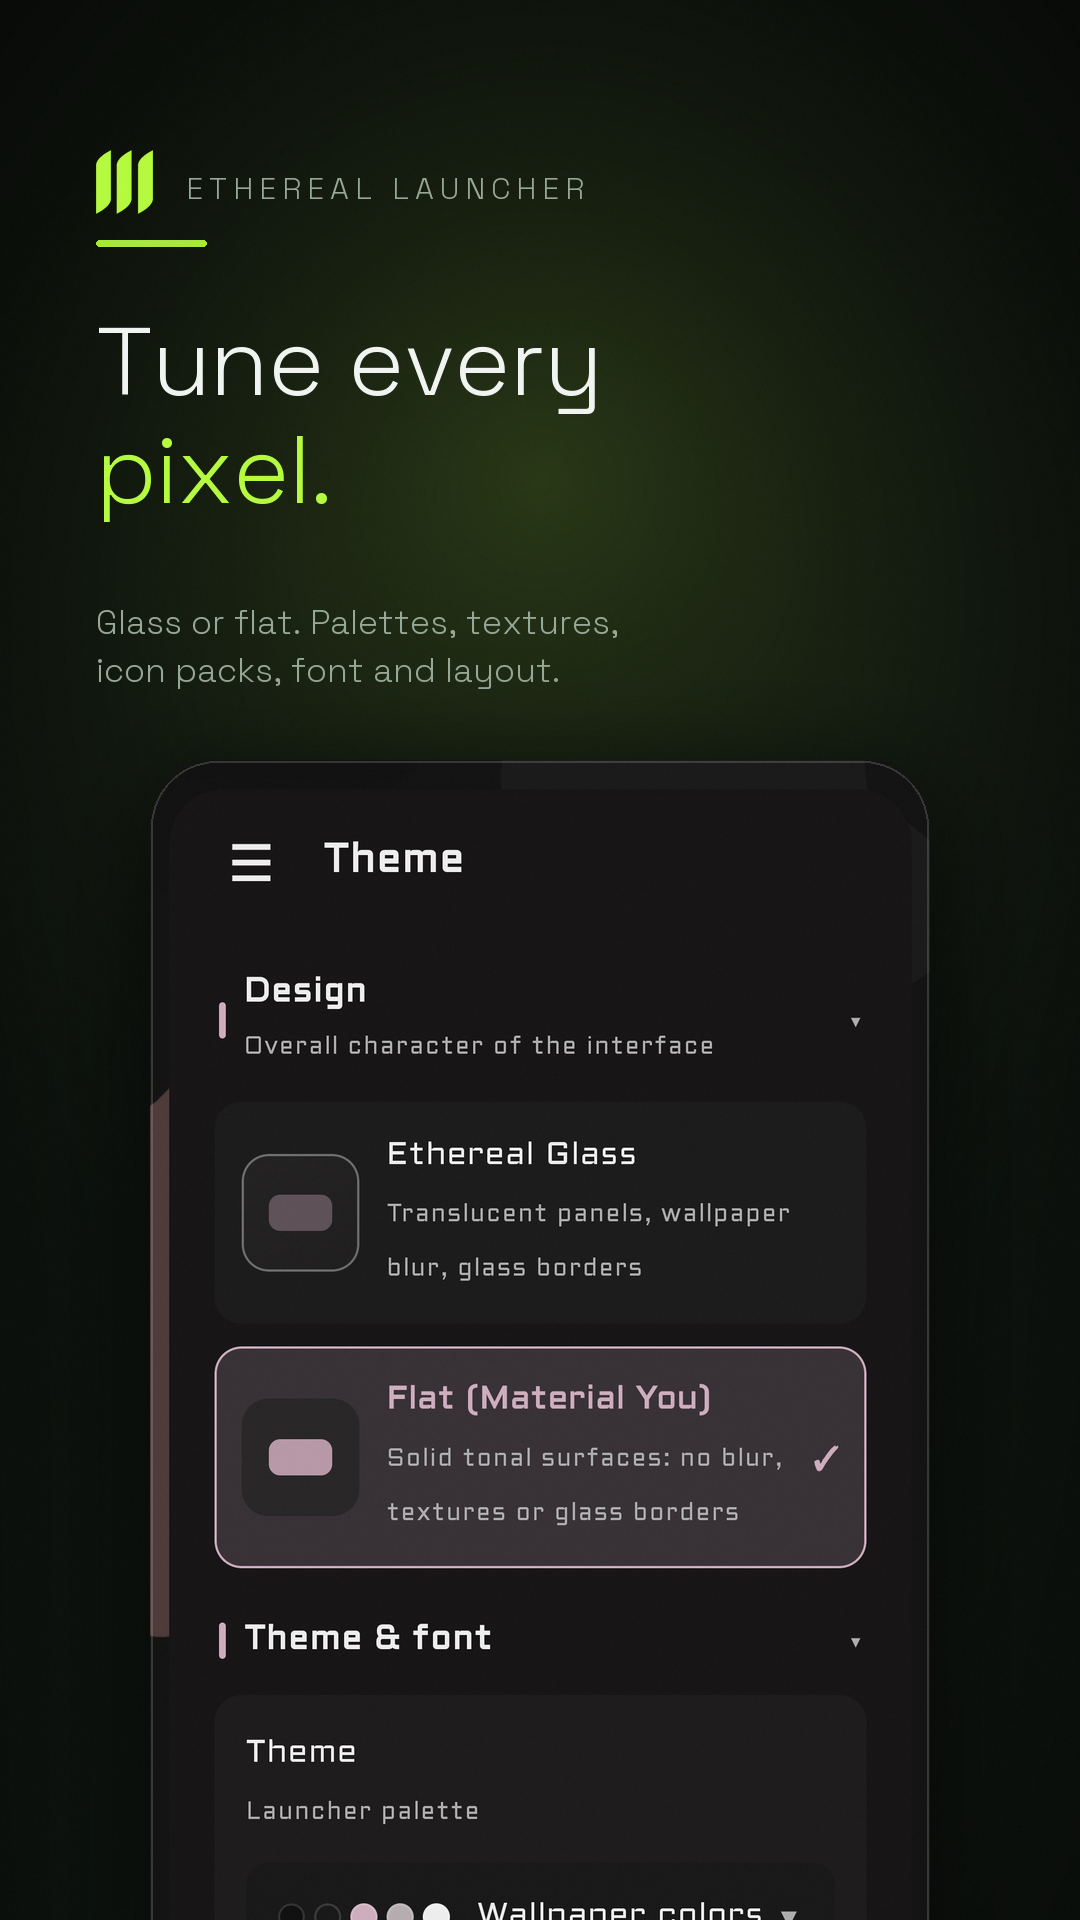 ETHEREAL LAUNCHER
Tune every
pixel.
Glass or flat. Palettes, textures,
icon packs, font and layout.
Theme
Design
Overall character of the interface
Ethereal Glass
Translucent panels, wallpaper
blur, glass borders
Flat (Material You)
Solid tonal surfaces: no blur,
textures or glass borders
Theme & font
Theme
Launcher palette
Wallpaper colors